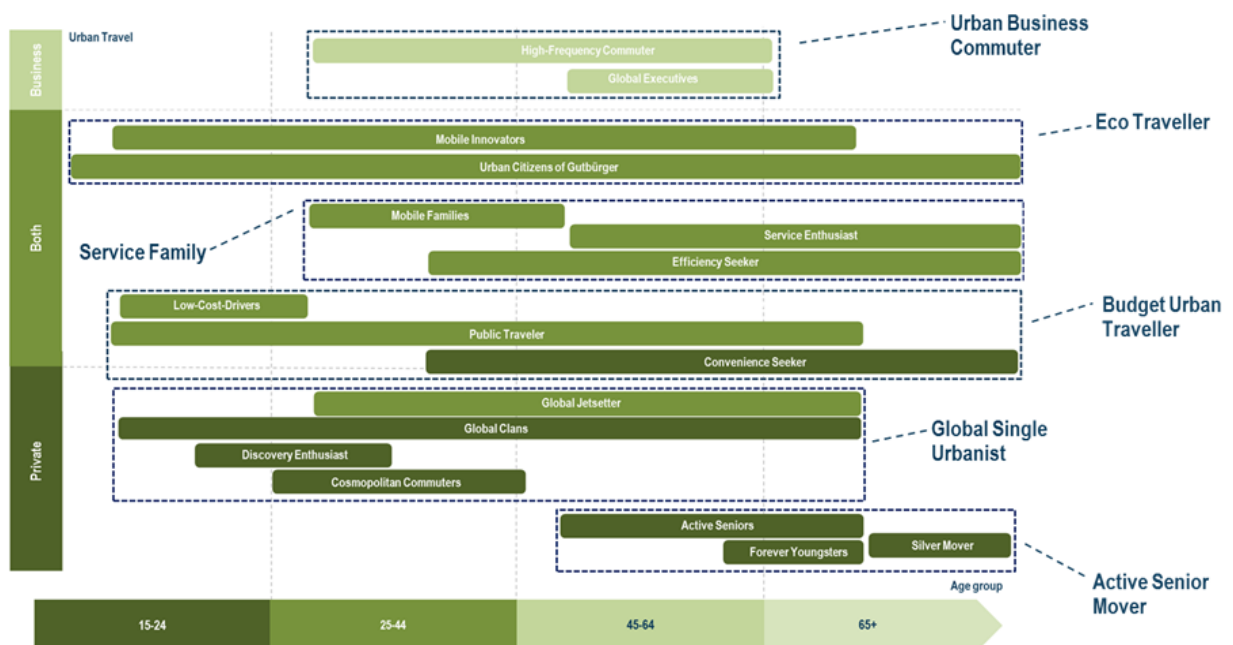 Urban Travel
Business
High-Frequency Commuter
Global Executives
Urban Business
Commuter
Both
Mobile Innovators
Urban Citizens of Gutbürger
Eco Traveller
Mobile Families
Service Enthusiast
Efficiency Seeker
Service Family
Low-Cost-Drivers
Public Traveler
Convenience Seeker
Budget Urban
Traveller
Private
Global Jetsetter
Global Clans
Discovery Enthusiast
Cosmopolitan Commuters
Global Single
Urbanist
Active Seniors
Forever Youngsters
Silver Mover
Active Senior
Mover
Age group
15-24
25-44
45-64
65+